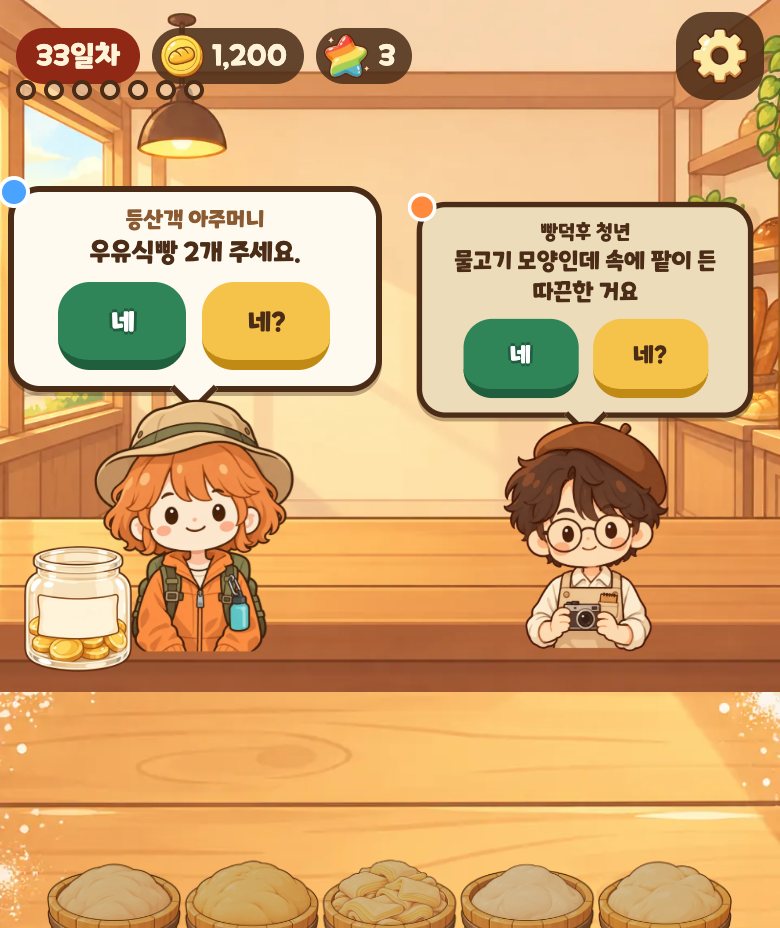 33일차
1,200
3
등산객 아주머니
우유식빵 2개 주세요.
네
네?
빵덕후 청년
물고기 모양인데 속에 팥이 든
따끈한 거요
네
네?